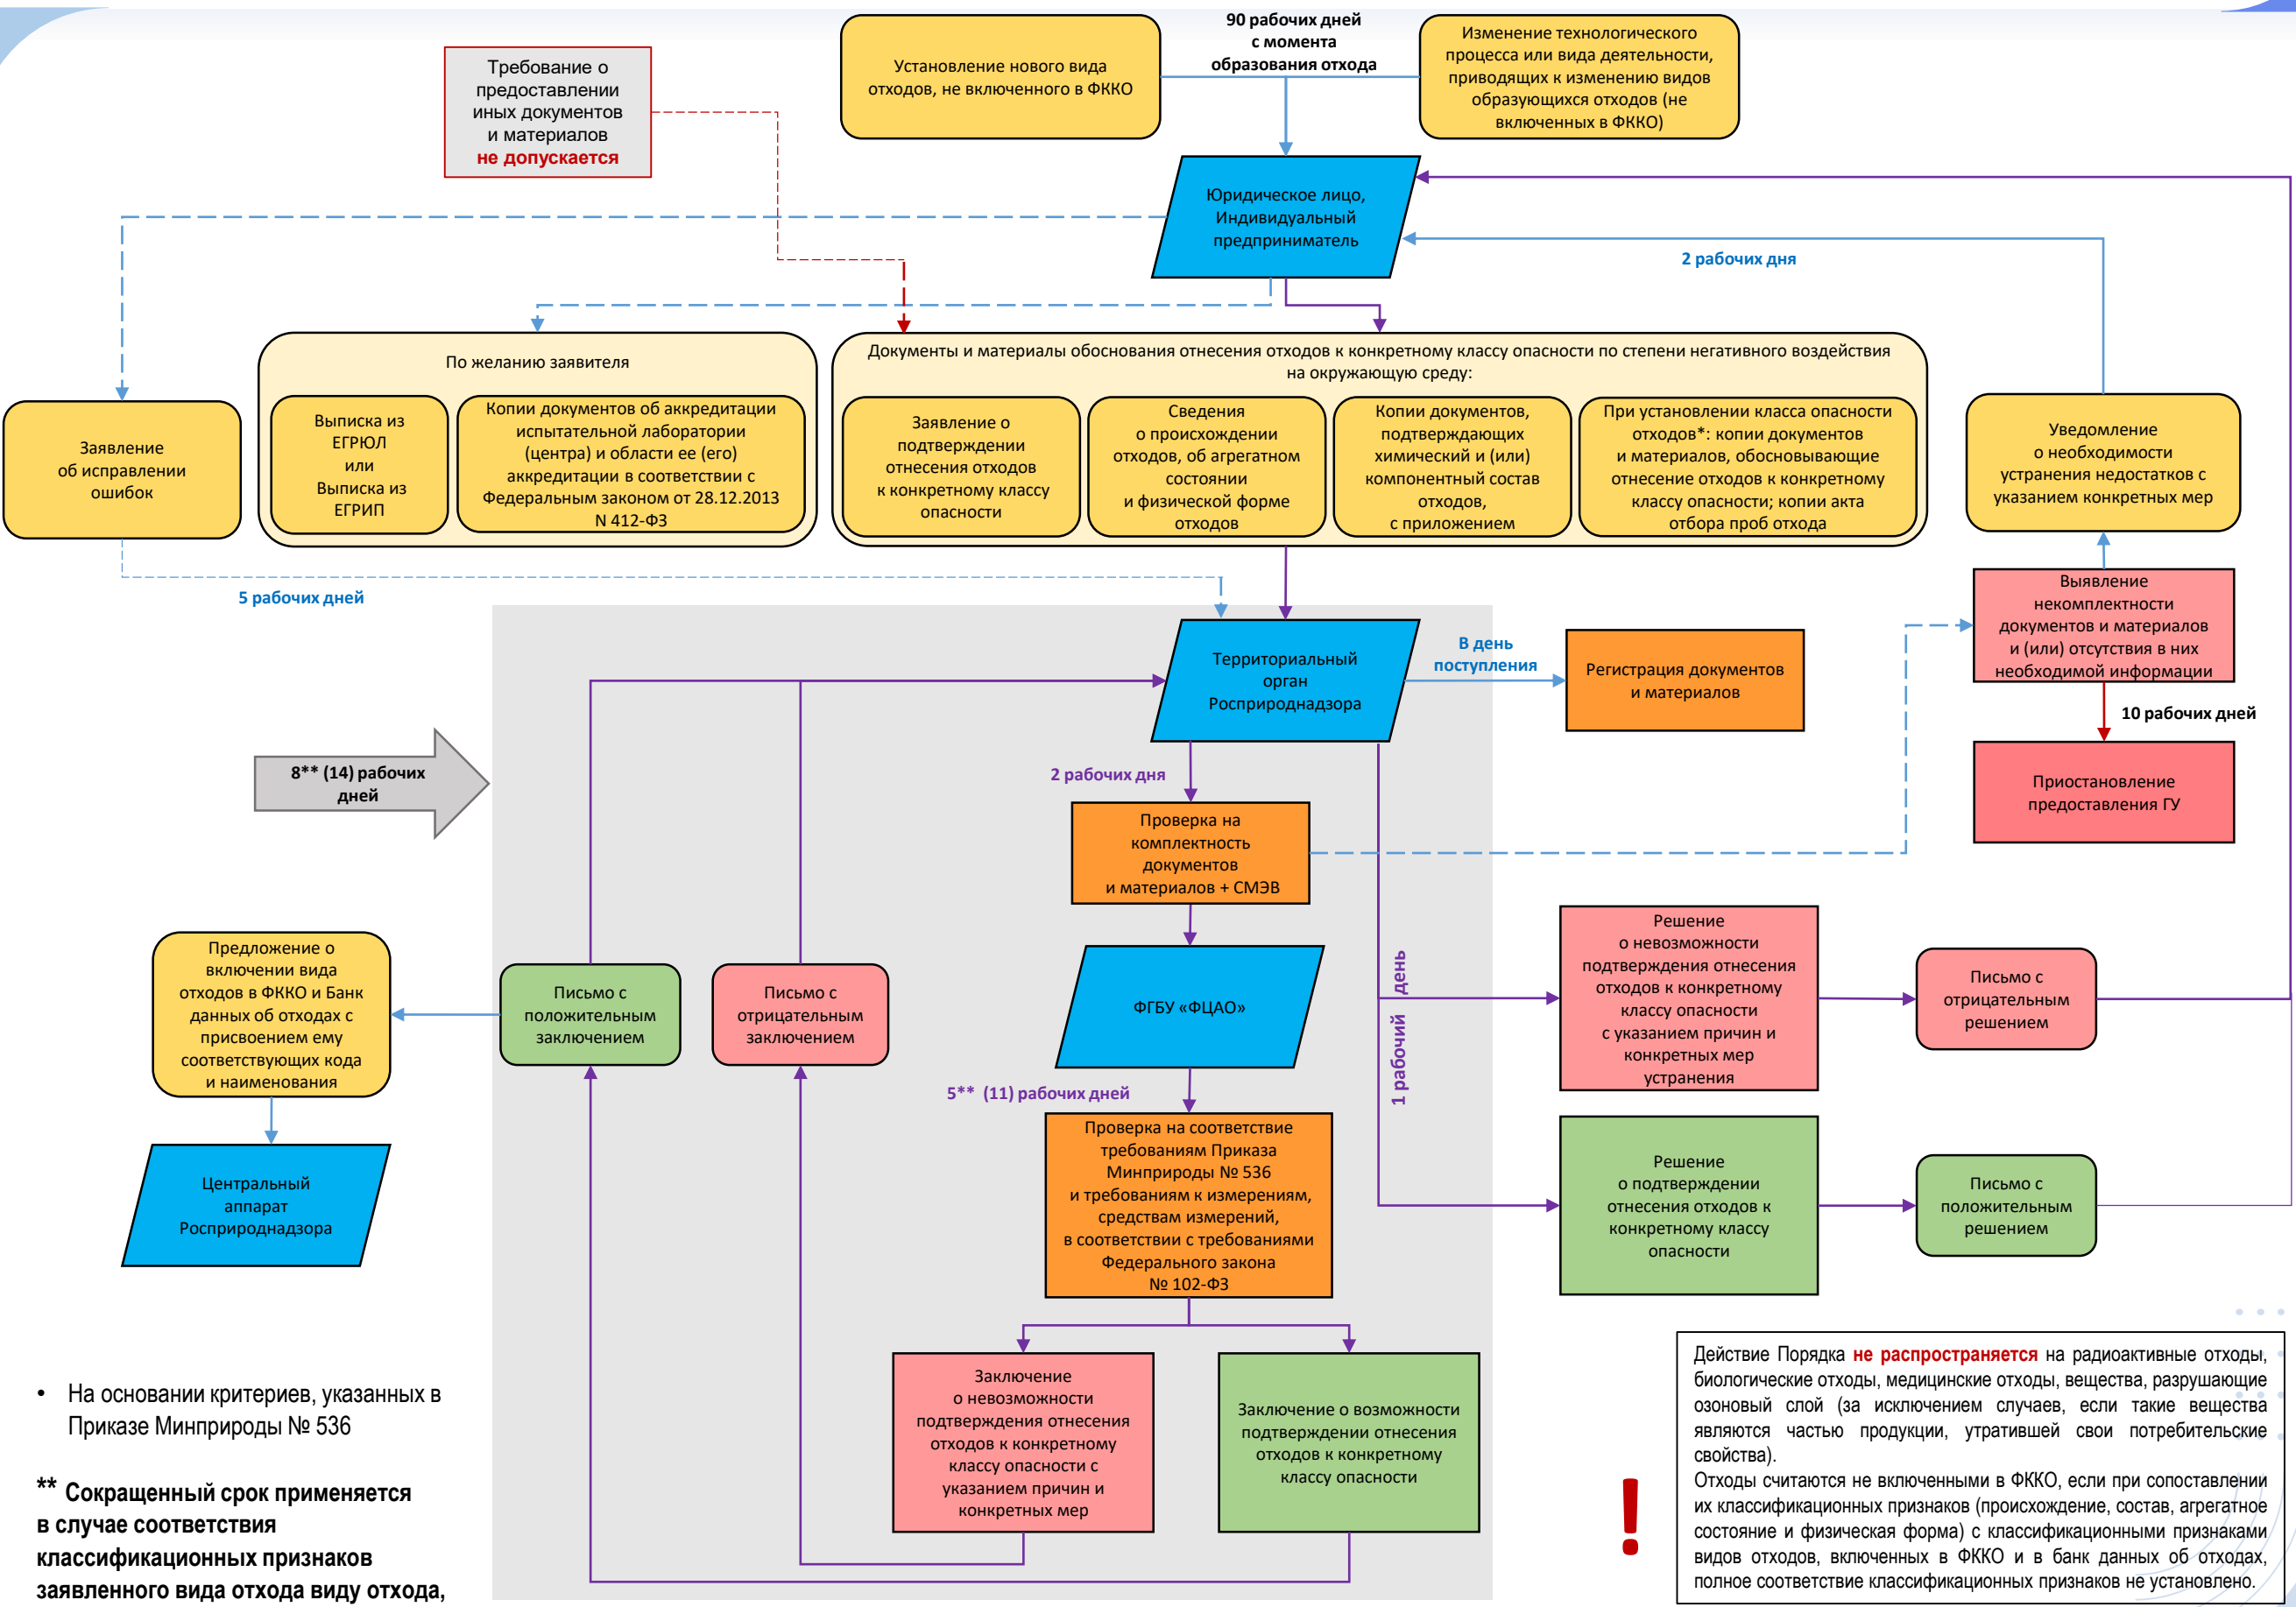 90 рабочих дней
с момента
образования отхода
Установление нового вида
отходов, не включенного в ФККО
Изменение технологического
процесса или вида деятельности,
приводящих к изменению видов
образующихся отходов (не
включенных в ФККО)
Требование о
предоставлении
иных документов
и материалов
не допускается
Юридическое лицо,
Индивидуальный
предприниматель
2 рабочих дня
По желанию заявителя
Выписка из
ЕГРЮЛ
или
Выписка из
ЕГРИП
Копии документов об аккредитации
испытательной лаборатории
(центра) и области ее (его)
аккредитации в соответствии с
Федеральным законом от 28.12.2013
N 412-ФЗ
Документы и материалы обоснования отнесения отходов к конкретному классу опасности по степени негативного воздействия
на окружающую среду:
Заявление о
подтверждении
отнесения отходов
к конкретному классу
опасности
Сведения
о происхождении
отходов, об агрегатном
состоянии
и физической форме
отходов
Копии документов,
подтверждающих
химический и (или)
компонентный состав
отходов,
с приложением
При установлении класса опасности
отходов*: копии документов
и материалов, обосновывающие
отнесение отходов к конкретному
классу опасности; копии акта
отбора проб отхода
Заявление
об исправлении
ошибок
Уведомление
о необходимости
устранения недостатков с
указанием конкретных мер
5 рабочих дней
Выявление
некомплектности
документов и материалов
и (или) отсутствия в них
необходимой информации
Территориальный
орган
Росприроднадзора
В день
поступления
Регистрация документов
и материалов
10 рабочих дней
Приостановление
предоставления ГУ
8** (14) рабочих
дней
2 рабочих дня
Проверка на
комплектность
документов
и материалов + СМЭВ
ФГБУ «ФЦАО»
1 рабочий день
Решение
о невозможности
подтверждения отнесения
отходов к конкретному
классу опасности
с указанием причин и
конкретных мер
устранения
Письмо с
отрицательным
решением
Предложение о
включении вида
отходов в ФККО и Банк
данных об отходах с
присвоением ему
соответствующих кода
и наименования
Письмо с
положительным
заключением
Письмо с
отрицательным
заключением
5** (11) рабочих дней
Проверка на соответствие
требованиям Приказа
Минприроды № 536
и требованиям к измерениям,
средствам измерений,
в соответствии с требованиями
Федерального закона
№ 102-ФЗ
Решение
о подтверждении
отнесения отходов к
конкретному классу
опасности
Письмо с
положительным
решением
Центральный
аппарат
Росприроднадзора
Заключение
о невозможности
подтверждения отнесения
отходов к конкретному
классу опасности с
указанием причин и
конкретных мер
Заключение о возможности
подтверждении отнесения
отходов к конкретному
классу опасности
• На основании критериев, указанных в
Приказе Минприроды № 536
** Сокращенный срок применяется
в случае соответствия
классификационных признаков
заявленного вида отхода виду отхода,
!
Действие Порядка не распространяется на радиоактивные отходы,
биологические отходы, медицинские отходы, вещества, разрушающие
озоновый слой (за исключением случаев, если такие вещества
являются частью продукции, утратившей свои потребительские
свойства).
Отходы считаются не включенными в ФККО, если при сопоставлении
их классификационных признаков (происхождение, состав, агрегатное
состояние и физическая форма) с классификационными признаками
видов отходов, включенных в ФККО и в банк данных об отходах,
полное соответствие классификационных признаков не установлено.